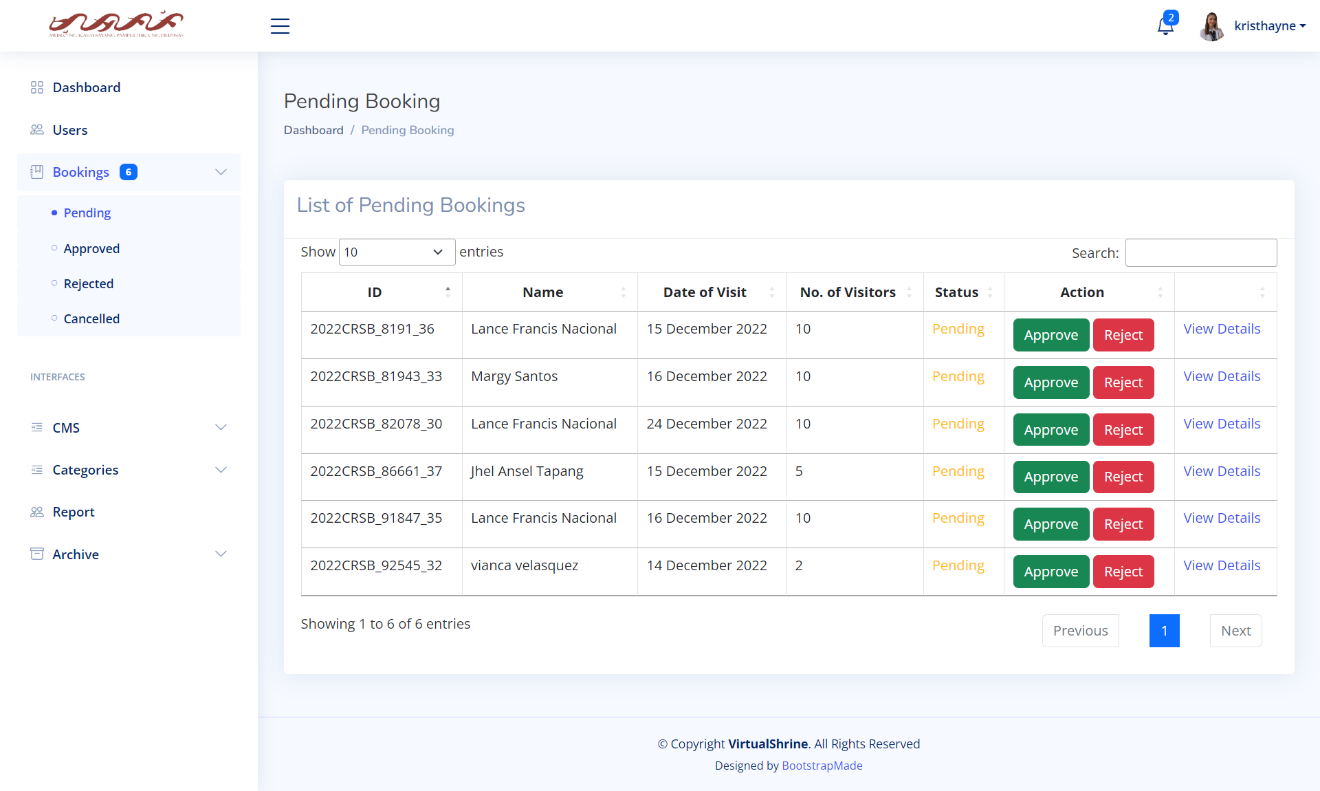 2
kristhayne
Dashboard
Users
Bookings 6
Pending
Approved
Rejected
Cancelled
INTERFACES
CMS
Categories
Report
Archive
Pending Booking
Dashboard / Pending Booking
List of Pending Bookings
Show 10 entries Search:
ID Name Date of Visit No. of Visitors Status Action
2022CRSB_8191_36 Lance Francis Nacional 15 December 2022 10 Pending Approve Reject View Details
2022CRSB_81943_33 Margy Santos 16 December 2022 10 Pending Approve Reject View Details
2022CRSB_82078_30 Lance Francis Nacional 24 December 2022 10 Pending Approve Reject View Details
2022CRSB_86661_37 Jhel Ansel Tapang 15 December 2022 5 Pending Approve Reject View Details
2022CRSB_91847_35 Lance Francis Nacional 16 December 2022 10 Pending Approve Reject View Details
2022CRSB_92545_32 vianca velasquez 14 December 2022 2 Pending Approve Reject View Details
Showing 1 to 6 of 6 entries Previous 1 Next
© Copyright VirtualShrine. All Rights Reserved
Designed by BootstrapMade